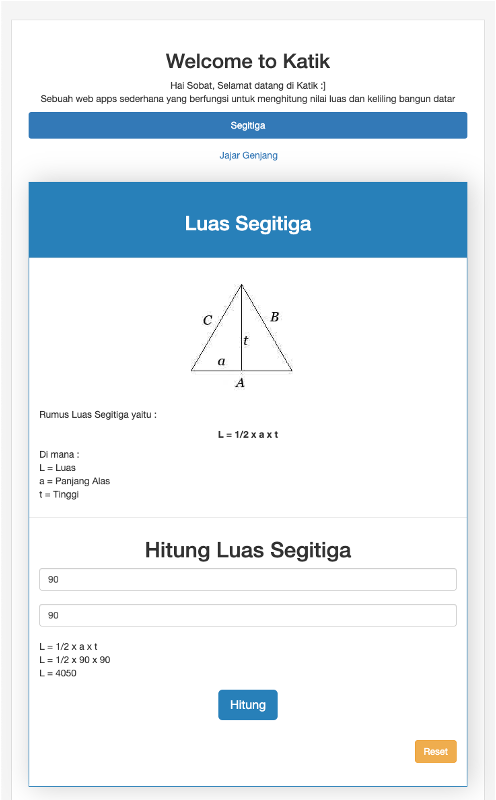 Welcome to Katik
Hai Sobat, Selamat datang di Katik :]
Sebuah web apps sederhana yang berfungsi untuk menghitung nilai luas dan keliling bangun datar
Segitiga
Jajar Genjang
Luas Segitiga
C
B
t
a
A
Rumus Luas Segitiga yaitu :
L = 1/2 x a x t
Di mana :
L = Luas
a = Panjang Alas
t = Tinggi
Hitung Luas Segitiga
90
90
L = 1/2 x a x t
L = 1/2 x 90 x 90
L = 4050
Hitung
Reset